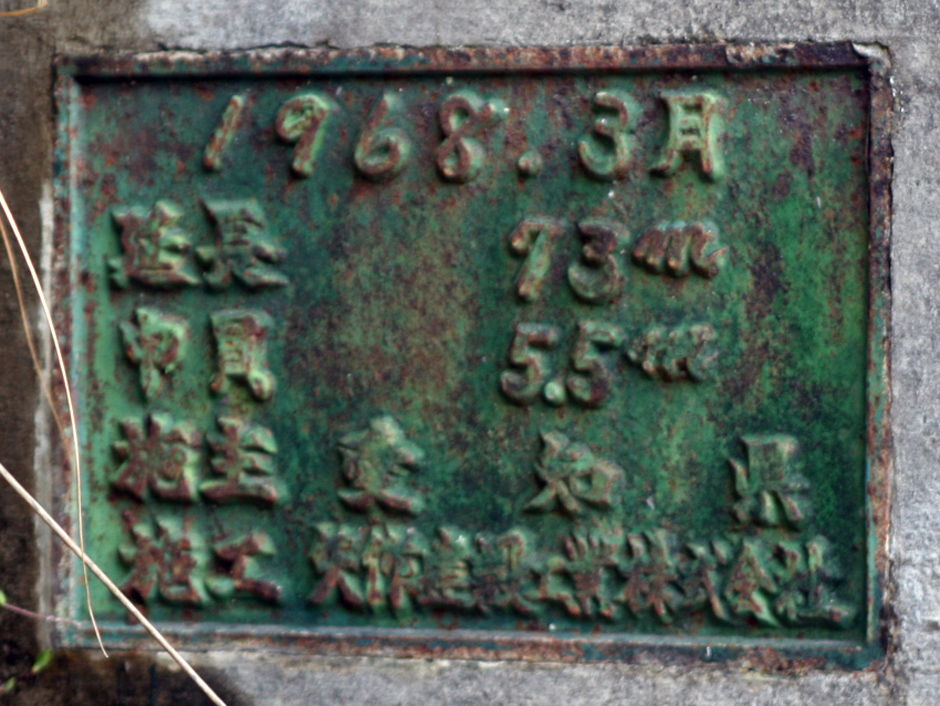 1968.3月
延長 73m
巾員 5.5m
施主 愛知県
施工 矢作建設工業株式会社